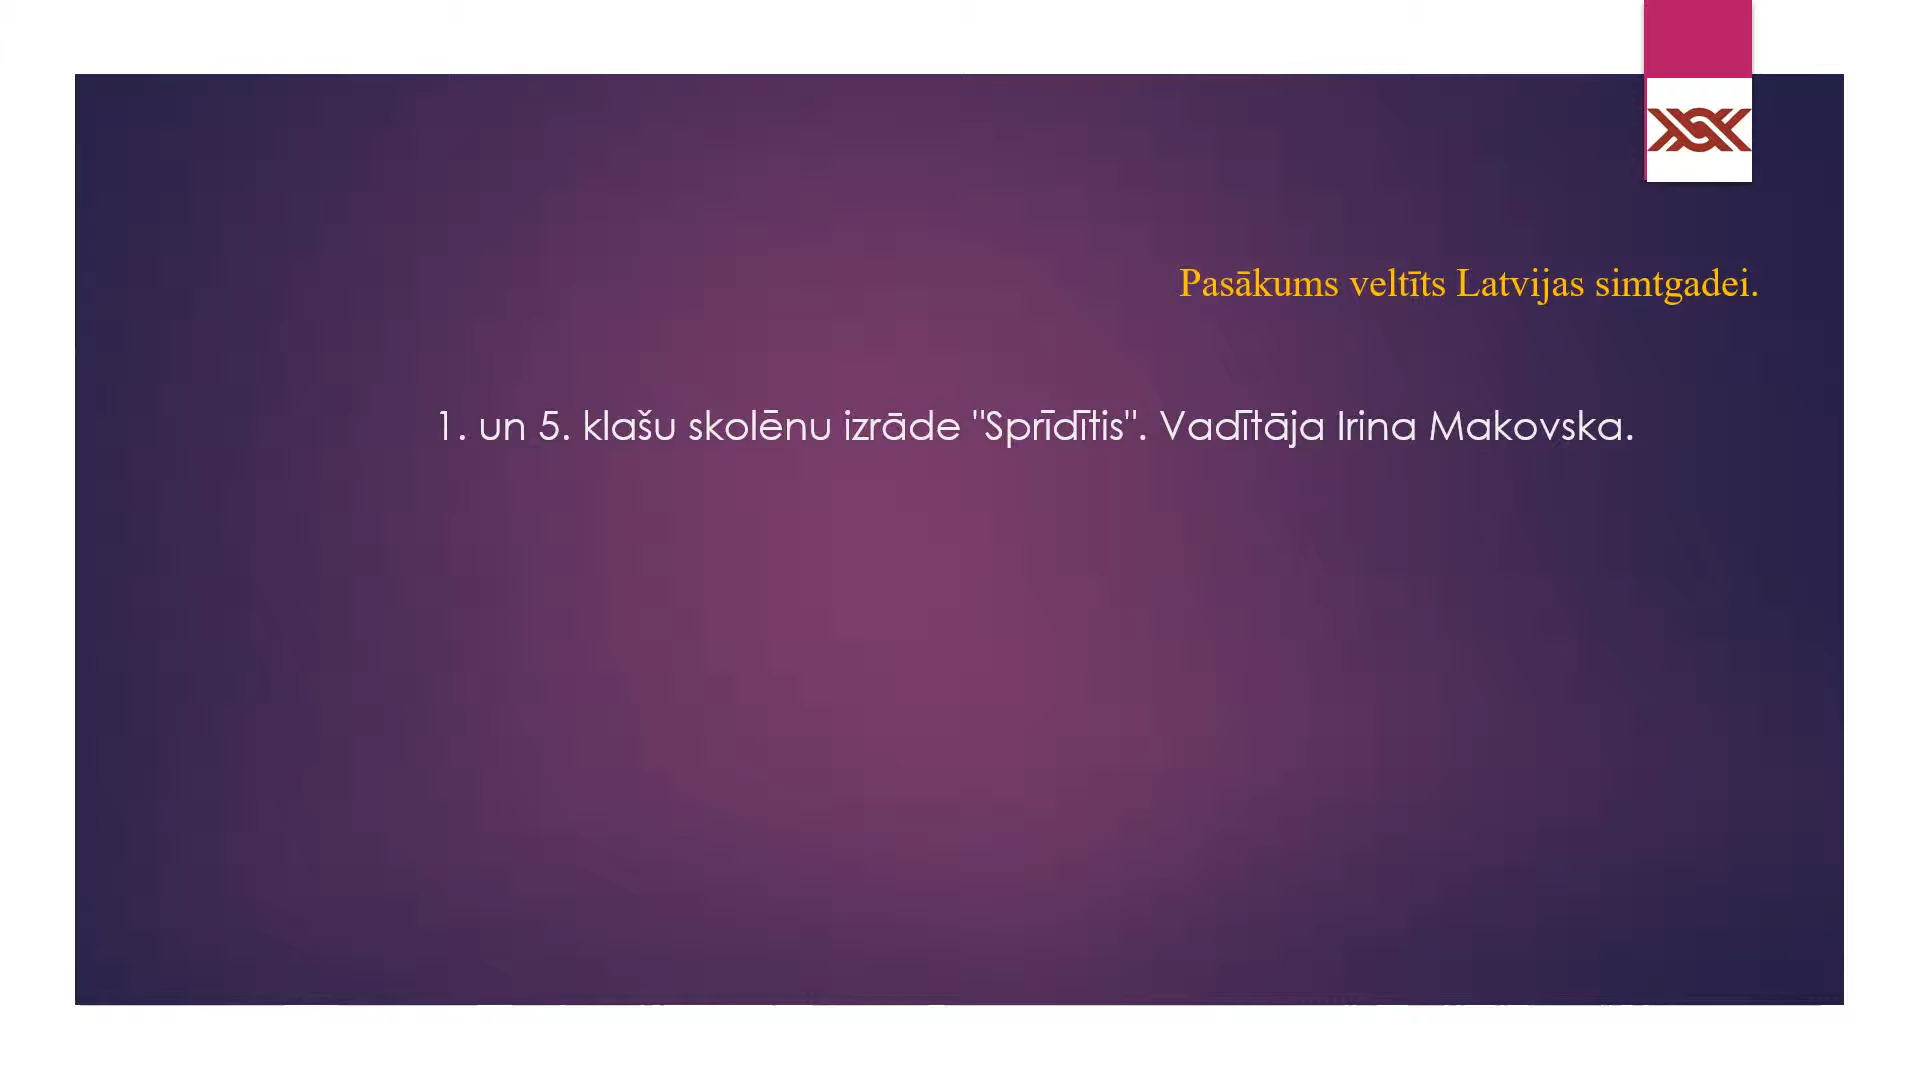 Pasākums veltīts Latvijas simtgadei.
1. un 5. klašu skolēnu izrāde "Sprīdītis". Vadītāja Irina Makovska.